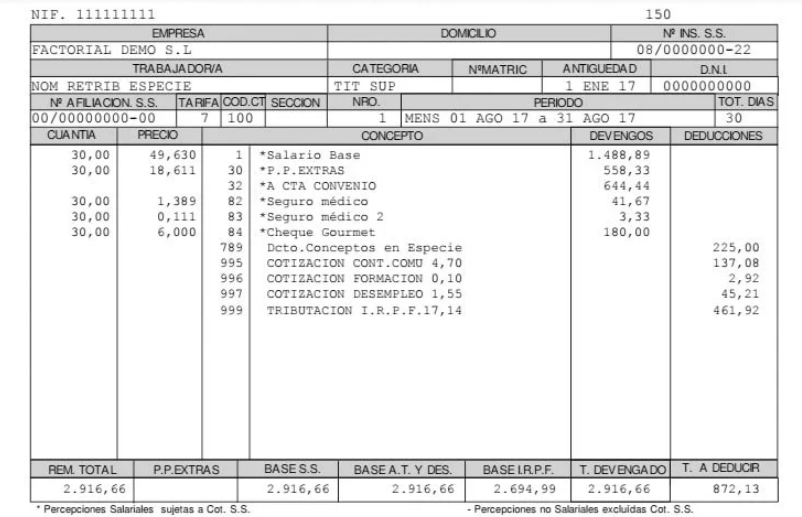 NIF. 111111111 150
EMPRESA DOMICILIO Nº INS. S.S.
FACTORIAL DEMO S.L 08/0000000-22
TRABAJADOR/A CATEGORIA NºMATRIC ANTIGUEDAD D.N.I.
NOM RETRIB ESPECIE TIT SUP 1 ENE 17 0000000000
Nº AFILIACION. S.S. TARIFA COD.CT SECCION NRO. PERIODO TOT. DIAS
00/00000000-00 7 100 1 MENS 01 AGO 17 a 31 AGO 17 30
CUANTIA PRECIO CONCEPTO DEVENGOS DEDUCCIONES
30,00 49,630 1 *Salario Base 1.488,89
30,00 18,611 30 *P.P.EXTRAS 558,33
32 *A CTA CONVENIO 644,44
30,00 1,389 82 *Seguro médico 41,67
30,00 0,111 83 *Seguro médico 2 3,33
30,00 6,000 84 *Cheque Gourmet 180,00
789 Dcto.Conceptos en Especie 225,00
995 COTIZACION CONT.COMU 4,70 137,08
996 COTIZACION FORMACION 0,10 2,92
997 COTIZACION DESEMPLEO 1,55 45,21
999 TRIBUTACION I.R.P.F.17,14 461,92
REM. TOTAL P.P.EXTRAS BASE S.S. BASE A.T. Y DES. BASE I.R.P.F. T. DEVENGADO T. A DEDUCIR
2.916,66 2.916,66 2.916,66 2.694,99 2.916,66 872,13
* Percepciones Salariales sujetas a Cot. S.S. - Percepciones no Salariales excluídas Cot. S.S.